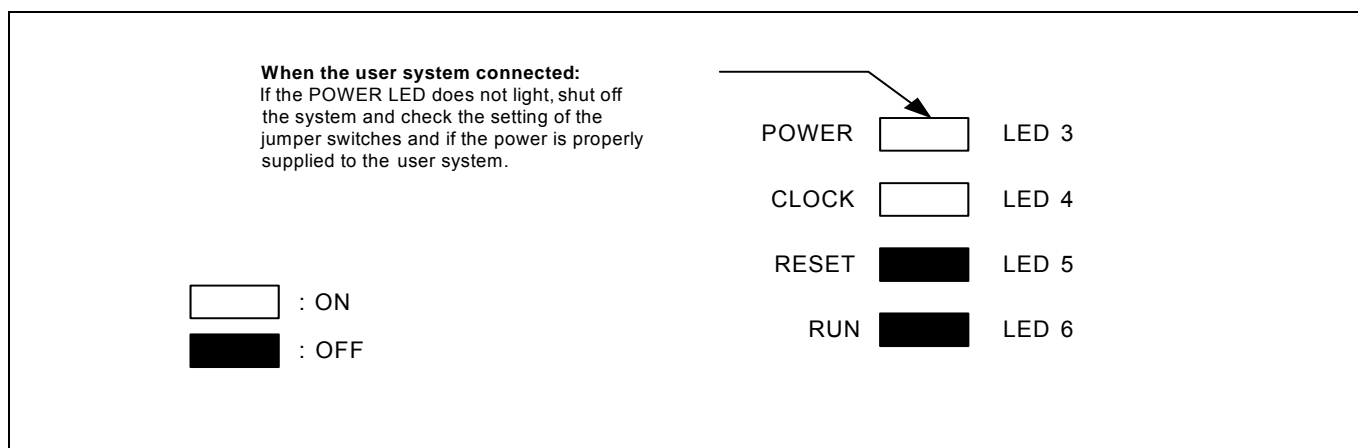 When the user system connected:
If the POWER LED does not light, shut off
the system and check the setting of the
jumper switches and if the power is properly
supplied to the user system.
POWER LED 3
CLOCK LED 4
RESET LED 5
RUN LED 6
: ON
: OFF